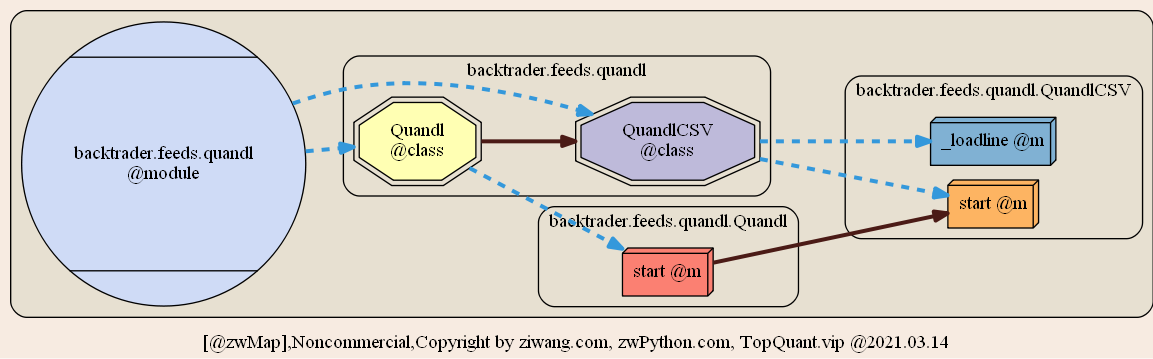 backtrader.feeds.quandl
@module
backtrader.feeds.quandl
Quandl
@class
QuandlCSV
@class
backtrader.feeds.quandl.QuandlCSV
_loadline @m
start @m
backtrader.feeds.quandl.Quandl
start @m
[@zwMap],Noncommercial,Copyright by ziwang.com, zwPython.com, TopQuant.vip @2021.03.14